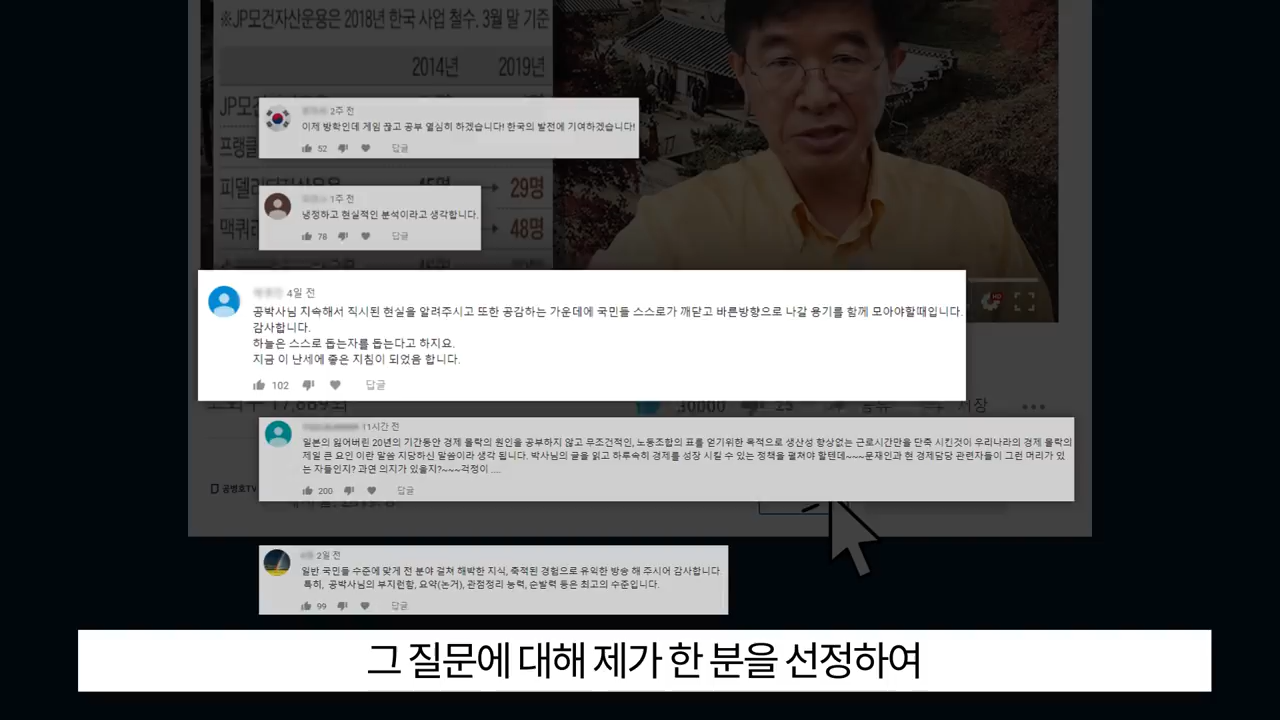 ※JP모건자산운용은 2018년 한국 사업 철수. 3월 말 기준
2014년 2019년
JP모건
2주 전
이제 방학인데 게임 끊고 공부 열심히 하겠습니다! 한국의 발전에 기여하겠습니다!
52 답글
프랭클
피델리 → 29명
1주 전
냉정하고 현실적인 분석이라고 생각합니다.
78 답글
맥쿼리 → 48명
4일 전
공박사님 지속해서 직시된 현실을 알려주시고 또한 공감하는 가운데에 국민들 스스로가 깨닫고 바른방향으로 나갈 용기를 함께 모아야할때입니다.
감사합니다.
하늘은 스스로 돕는자를 돕는다고 하지요.
지금 이 난세에 좋은 지침이 되었음 합니다.
102 답글
HD
조회수 17,889회 30000 25 공유 저장
11시간 전
일본의 잃어버린 20년의 기간동안 경제 몰락의 원인을 공부하지 않고 무조건적인, 노동조합의 표를 얻기위한 목적으로 생산성 향상없는 근로시간만을 단축 시킨것이 우리나라의 경제 몰락의
제일 큰 요인 이란 말씀 지당하신 말씀이라 생각 됩니다. 박사님의 글을 읽고 하루속히 경제를 성장 시킬 수 있는 정책을 펼쳐야 할텐데~~~문재인과 현 경제담당 관련자들이 그런 머리가 있
는 자들인지? 과연 의지가 있을지?~~~걱정이 ....
200 답글
공병호TV
2일 전
일반 국민들 수준에 맞게 전 분야 걸쳐 해박한 지식, 축적된 경험으로 유익한 방송 해 주시어 감사합니다
특히, 공박사님의 부지런함, 요약(논거), 관점정리 능력, 순발력 등은 최고의 수준입니다.
99 답글
그 질문에 대해 제가 한 분을 선정하여